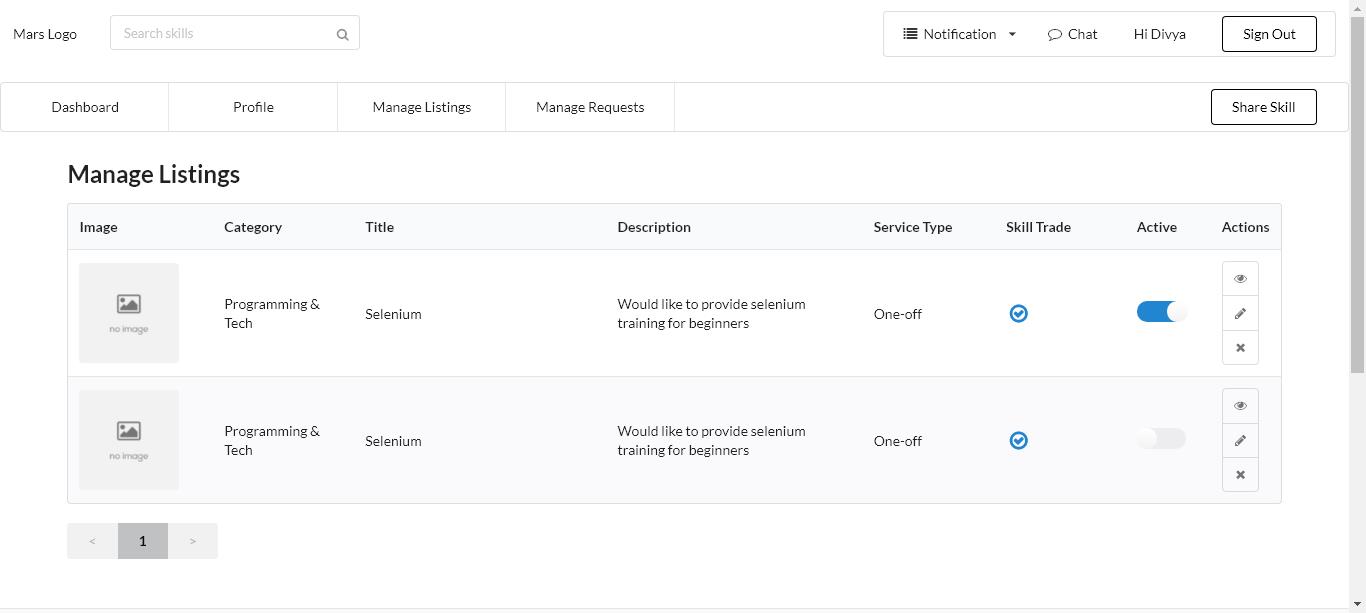 Mars Logo
Search skills
Notification
Chat
Hi Divya
Sign Out
Dashboard
Profile
Manage Listings
Manage Requests
Share Skill
Manage Listings
Image
Category
Title
Description
Service Type
Skill Trade
Active
Actions
no image
Programming &
Tech
Selenium
Would like to provide selenium
training for beginners
One-off
no image
Programming &
Tech
Selenium
Would like to provide selenium
training for beginners
One-off
<
1
>